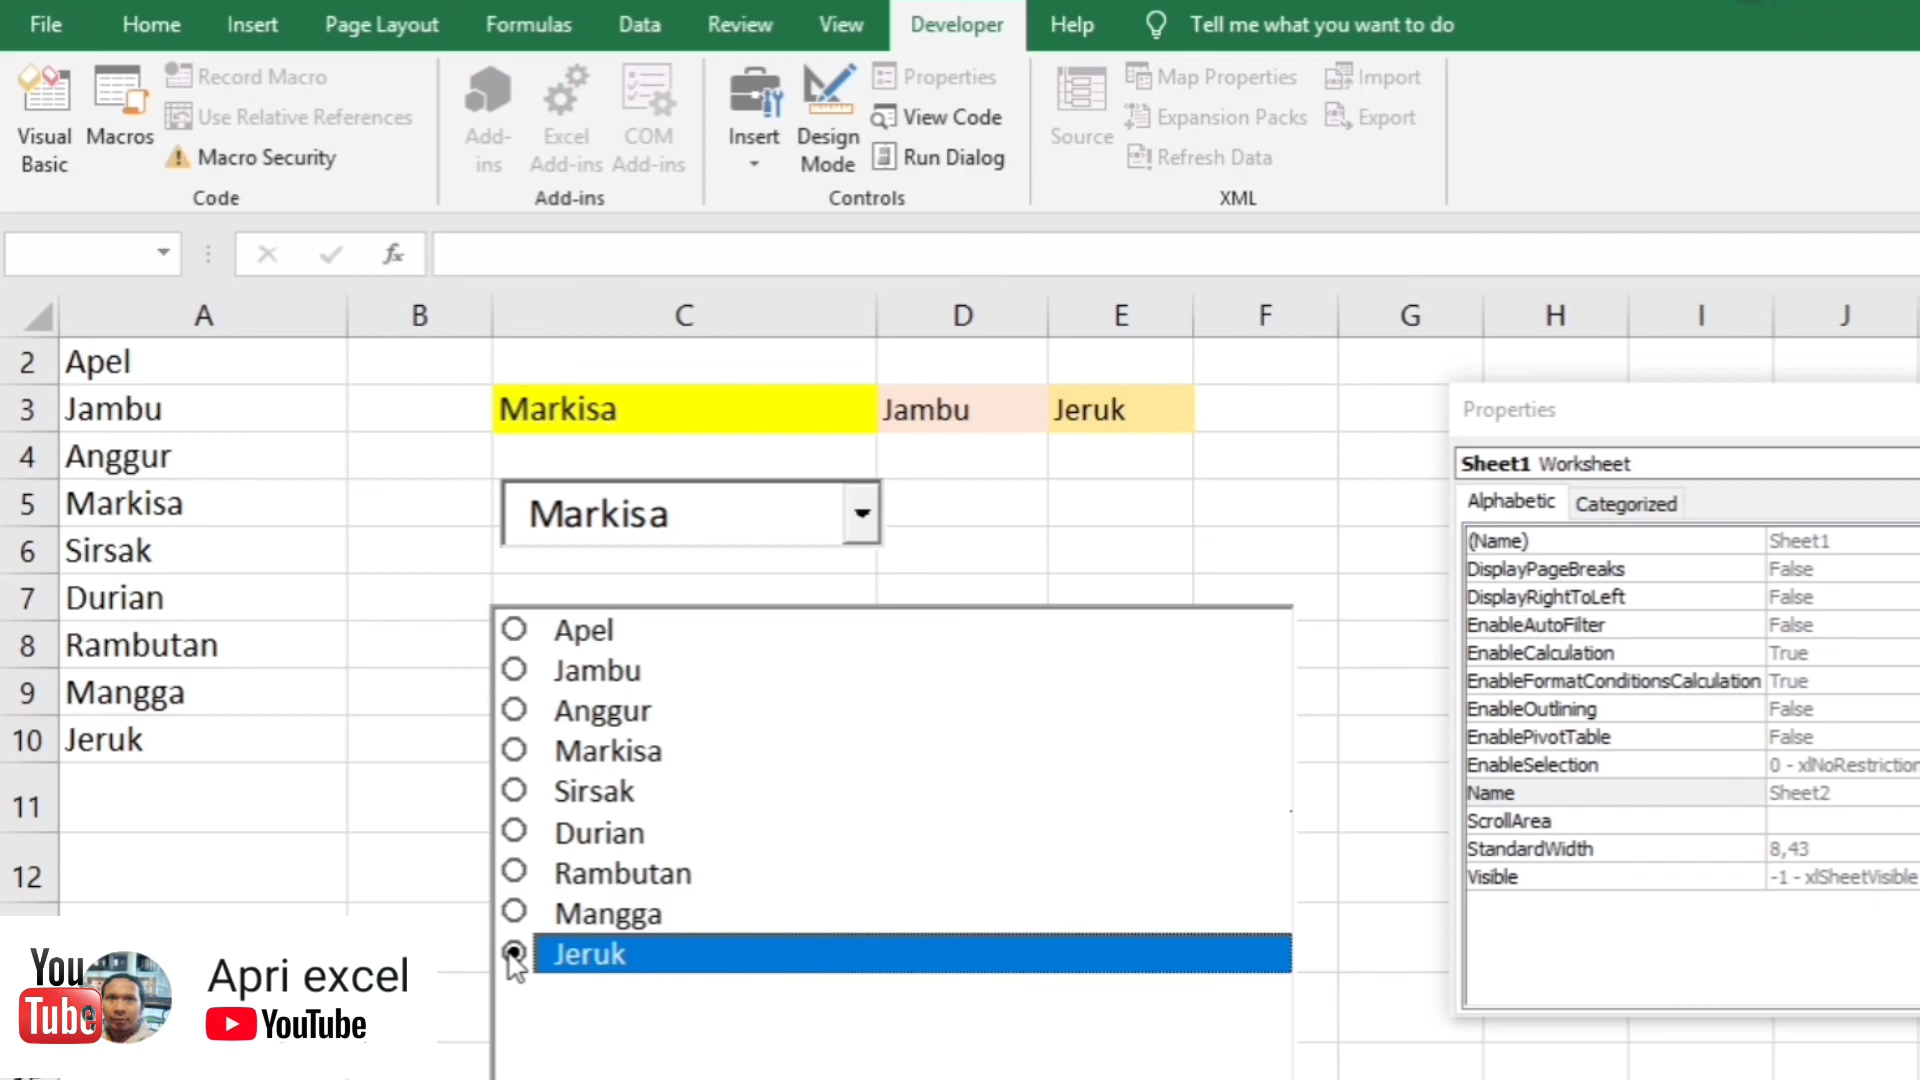 File Home Insert Page Layout Formulas Data Review View Developer Help Tell me what you want to do
Visual Basic
Macros
Record Macro
Use Relative References
Macro Security
Code
Add-ins
Excel Add-ins
COM Add-ins
Add-ins
Insert
Design Mode
Properties
View Code
Run Dialog
Controls
Source
Map Properties
Expansion Packs
Refresh Data
Import
Export
XML
fx
A B C D E F G H I J
2 Apel
3 Jambu Markisa Jambu Jeruk
4 Anggur
5 Markisa
6 Sirsak
7 Durian
8 Rambutan
9 Mangga
10 Jeruk
11
12
Markisa
Apel
Jambu
Anggur
Markisa
Sirsak
Durian
Rambutan
Mangga
Jeruk
Properties
Sheet1 Worksheet
Alphabetic Categorized
(Name) Sheet1
DisplayPageBreaks False
DisplayRightToLeft False
EnableAutoFilter False
EnableCalculation True
EnableFormatConditionsCalculation True
EnableOutlining False
EnablePivotTable False
EnableSelection 0 - xlNoRestriction
Name Sheet2
ScrollArea
StandardWidth 8,43
Visible -1 - xlSheetVisible
You
Tube
Apri excel
YouTube